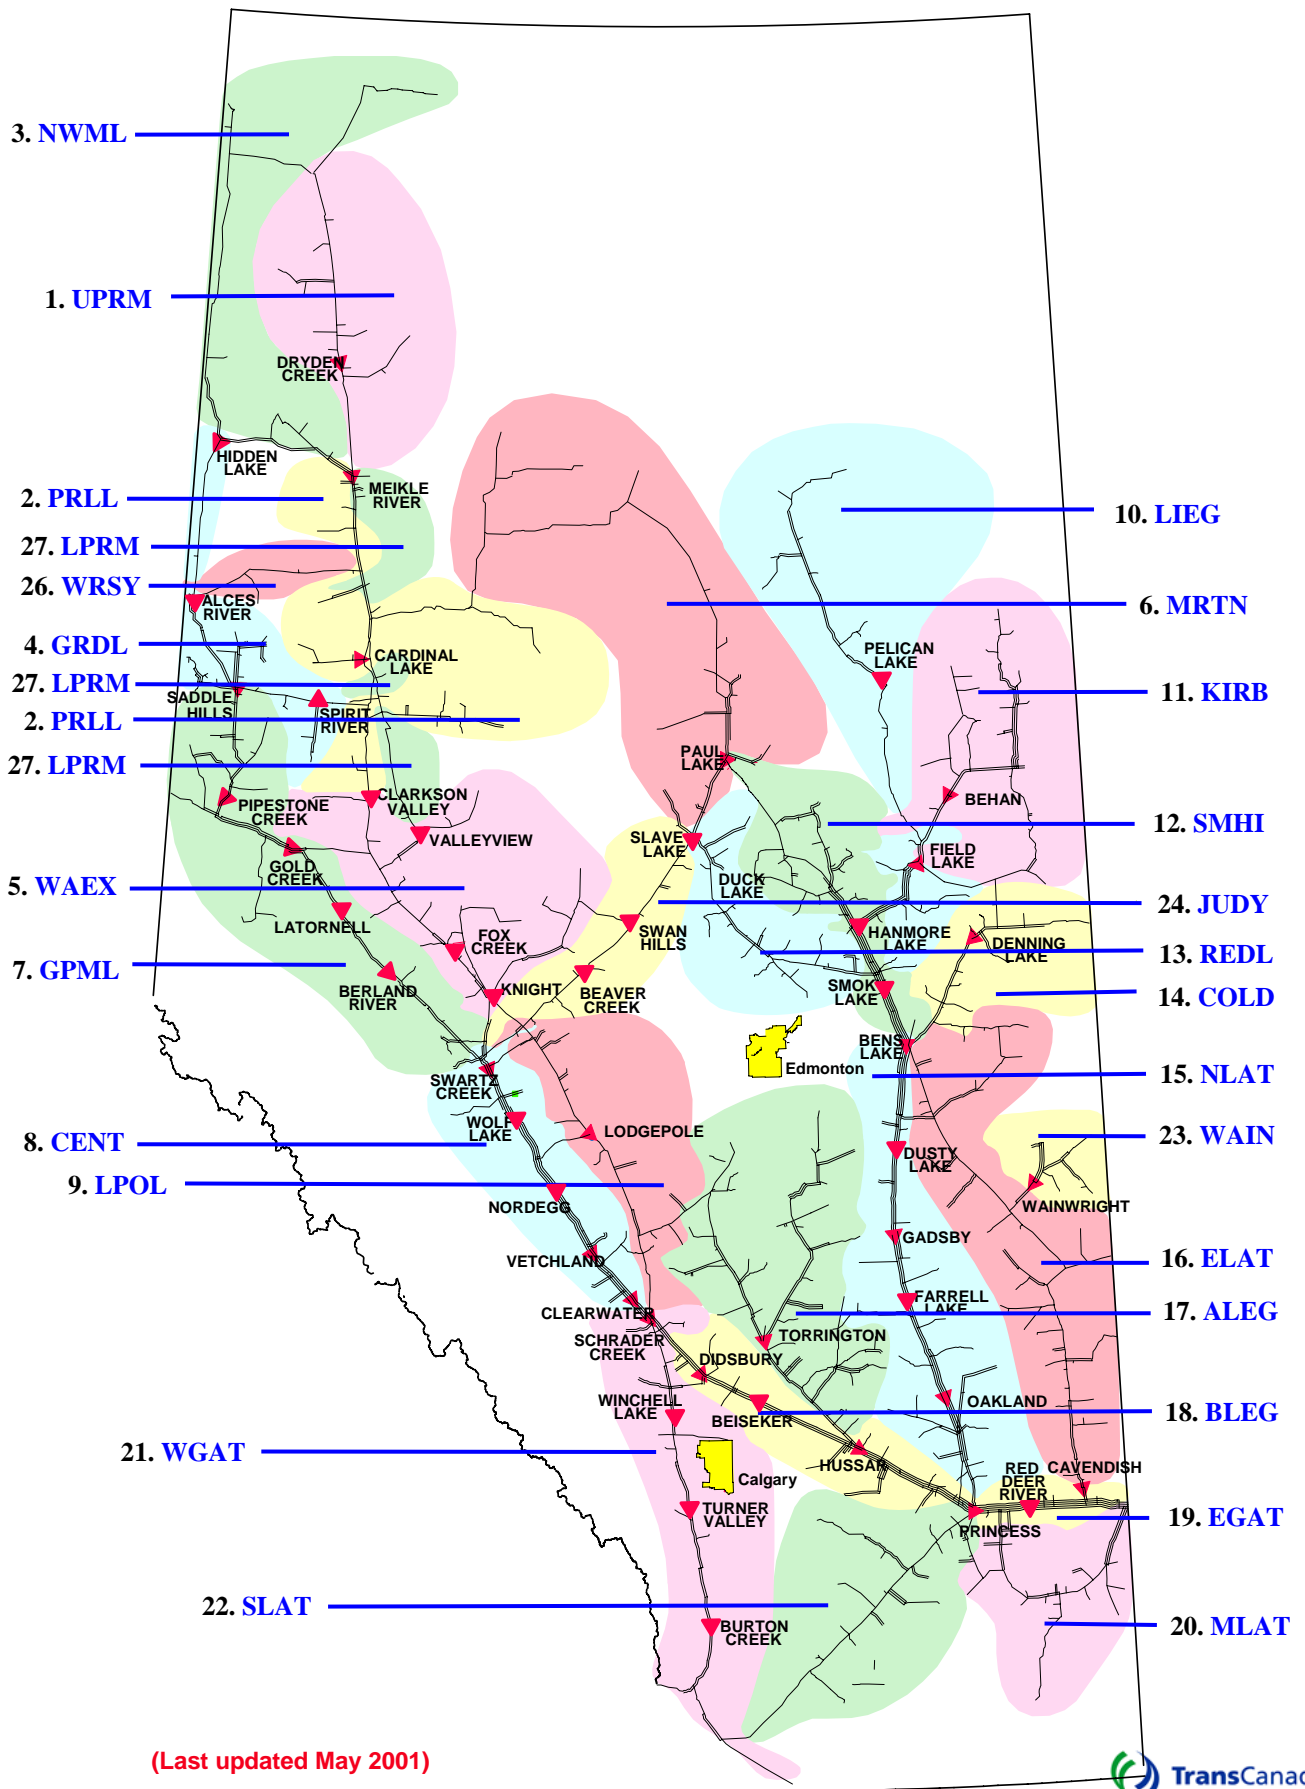 3. NWML
1. UPRM
DRYDEN
CREEK
HIDDEN
LAKE
MEIKLE
RIVER
2. PRLL
10. LIEG
27. LPRM
26. WRSY
ALCES
RIVER
6. MRTN
4. GRDL
CARDINAL
LAKE
PELICAN
LAKE
27. LPRM
SADDLE
HILLS
SPIRIT
RIVER
11. KIRB
2. PRLL
PAUL
LAKE
27. LPRM
PIPESTONE
CREEK
CLARKSON
VALLEY
BEHAN
VALLEYVIEW
SLAVE
LAKE
12. SMHI
GOLD
CREEK
FIELD
LAKE
DUCK
LAKE
5. WAEX
24. JUDY
LATORNELL
SWAN
HILLS
HANMORE
LAKE
FOX
CREEK
DENNING
LAKE
13. REDL
7. GPML
BERLAND
RIVER
KNIGHT
BEAVER
CREEK
SMOKY
LAKE
14. COLD
BENS
LAKE
Edmonton
15. NLAT
SWARTZ
CREEK
WOLF
LAKE
LODGEPOLE
8. CENT
23. WAIN
DUSTY
LAKE
9. LPOL
NORDEGG
WAINWRIGHT
GADSBY
VETCHLAND
16. ELAT
FARRELL
LAKE
CLEARWATER
17. ALEG
SCHRADER
CREEK
TORRINGTON
DIDSBURY
WINCHELL
LAKE
BEISEKER
OAKLAND
18. BLEG
21. WGAT
HUSSAR
RED
DEER
RIVER
CAVENDISH
Calgary
TURNER
VALLEY
PRINCESS
19. EGAT
22. SLAT
BURTON
CREEK
20. MLAT
(Last updated May 2001)
TransCanad